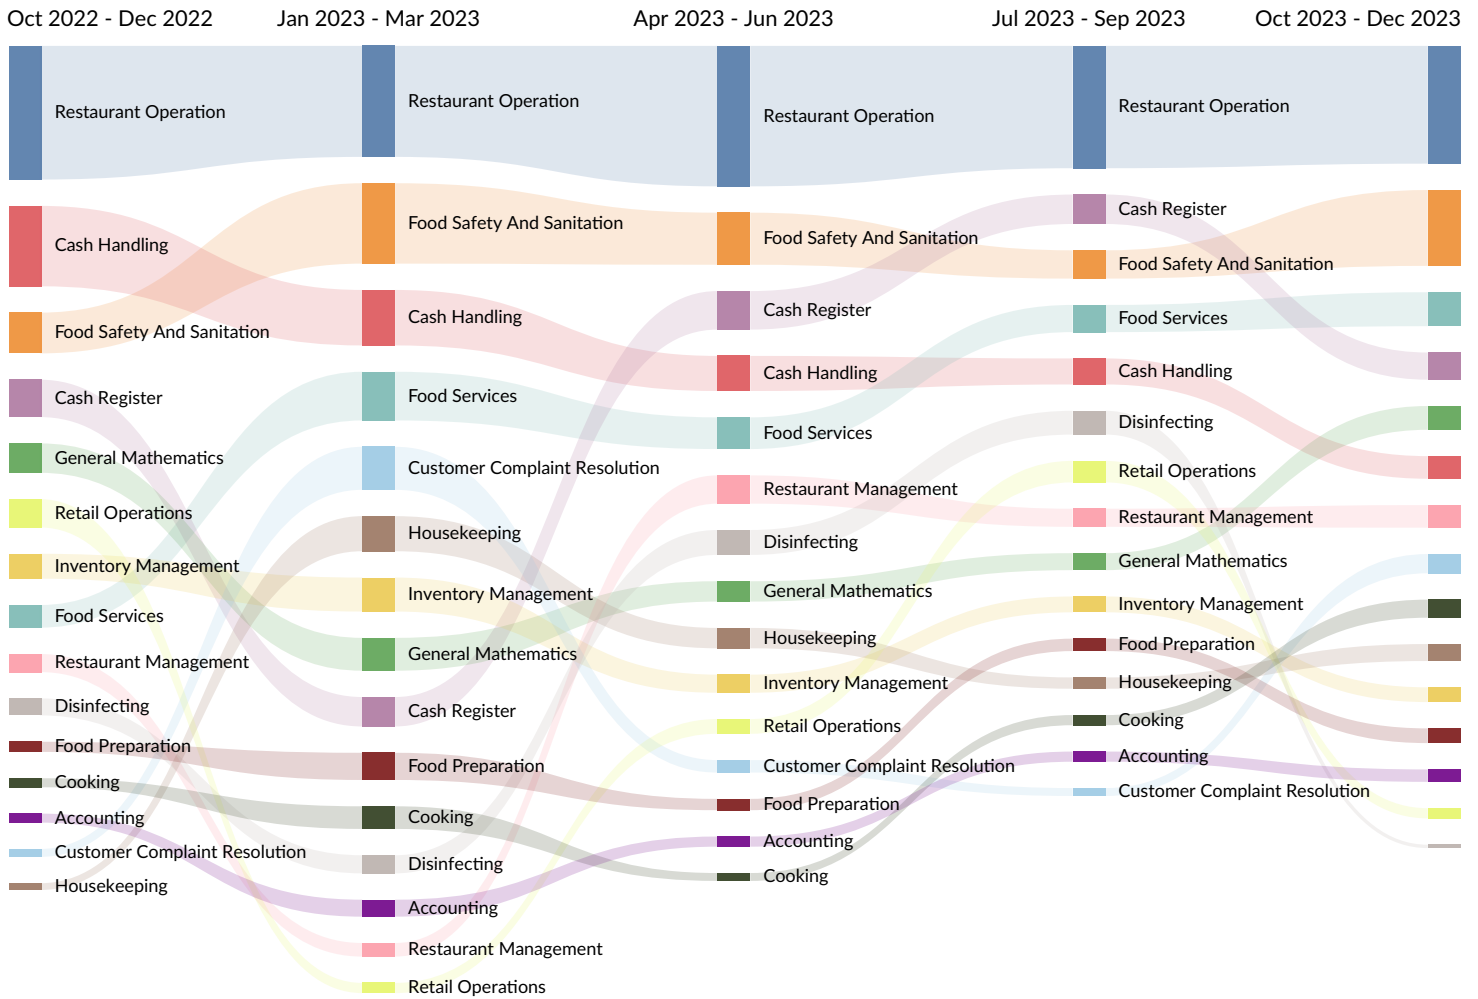 Oct 2022 - Dec 2022
Jan 2023 - Mar 2023
Apr 2023 - Jun 2023
Jul 2023 - Sep 2023
Oct 2023 - Dec 2023
Restaurant Operation
Cash Handling
Food Safety And Sanitation
Cash Register
General Mathematics
Retail Operations
Inventory Management
Food Services
Restaurant Management
Disinfecting
Food Preparation
Cooking
Accounting
Customer Complaint Resolution
Housekeeping
Restaurant Operation
Food Safety And Sanitation
Cash Handling
Food Services
Customer Complaint Resolution
Housekeeping
Inventory Management
General Mathematics
Cash Register
Food Preparation
Cooking
Disinfecting
Accounting
Restaurant Management
Retail Operations
Restaurant Operation
Food Safety And Sanitation
Cash Register
Cash Handling
Food Services
Restaurant Management
Disinfecting
General Mathematics
Housekeeping
Inventory Management
Retail Operations
Customer Complaint Resolution
Food Preparation
Accounting
Cooking
Restaurant Operation
Cash Register
Food Safety And Sanitation
Food Services
Cash Handling
Disinfecting
Retail Operations
Restaurant Management
General Mathematics
Inventory Management
Food Preparation
Housekeeping
Cooking
Accounting
Customer Complaint Resolution